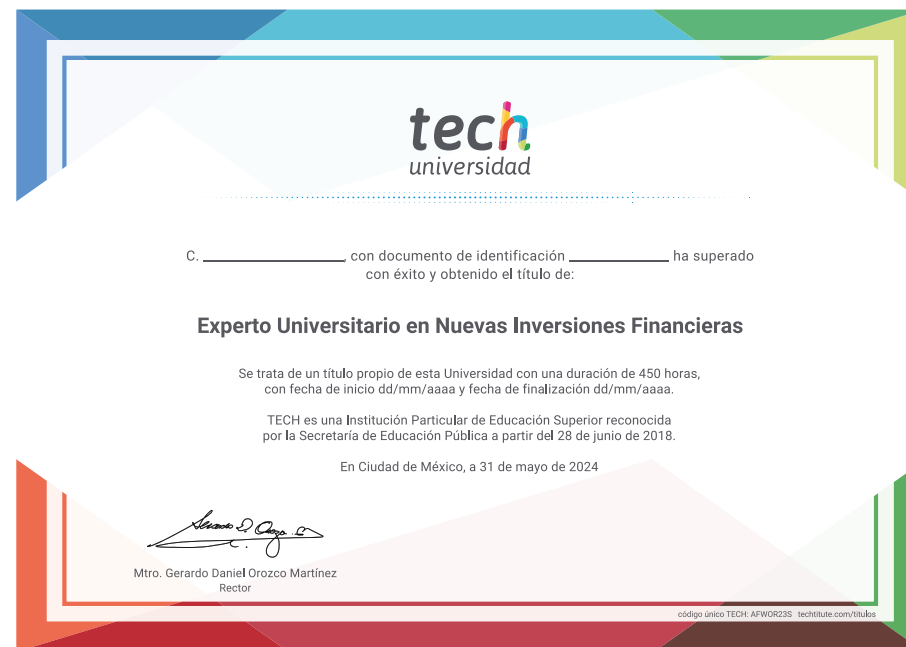 tech
universidad
C. ____________________, con documento de identificación ______________ ha superado
con éxito y obtenido el título de:
Experto Universitario en Nuevas Inversiones Financieras
Se trata de un título propio de esta Universidad con una duración de 450 horas,
con fecha de inicio dd/mm/aaaa y fecha de finalización dd/mm/aaaa.
TECH es una Institución Particular de Educación Superior reconocida
por la Secretaría de Educación Pública a partir del 28 de junio de 2018.
En Ciudad de México, a 31 de mayo de 2024
Mtro. Gerardo Daniel Orozco Martínez
Rector
código único TECH: AFWOR23S techtitute.com/titulos